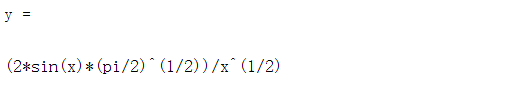 y =
(2*sin(x)*(pi/2)^(1/2))/x^(1/2)